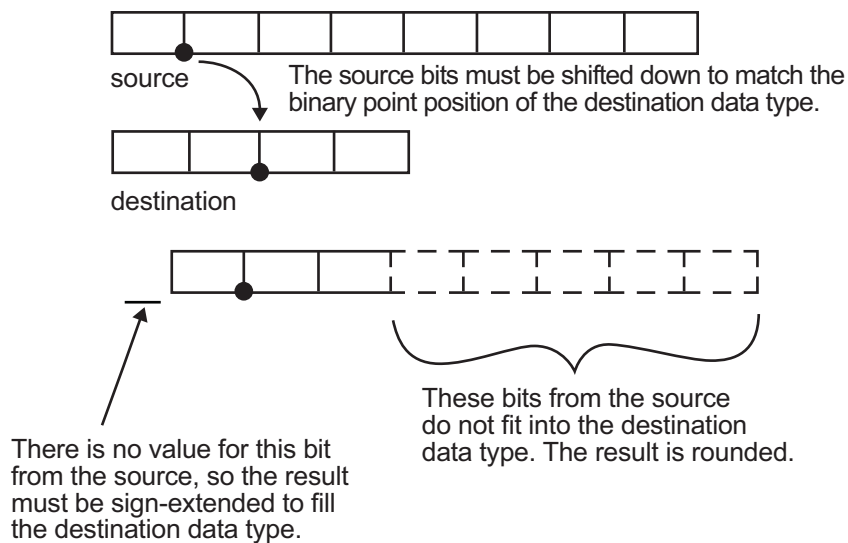 source
The source bits must be shifted down to match the
binary point position of the destination data type.
destination
These bits from the source
do not fit into the destination
data type. The result is rounded.
There is no value for this bit
from the source, so the result
must be sign-extended to fill
the destination data type.